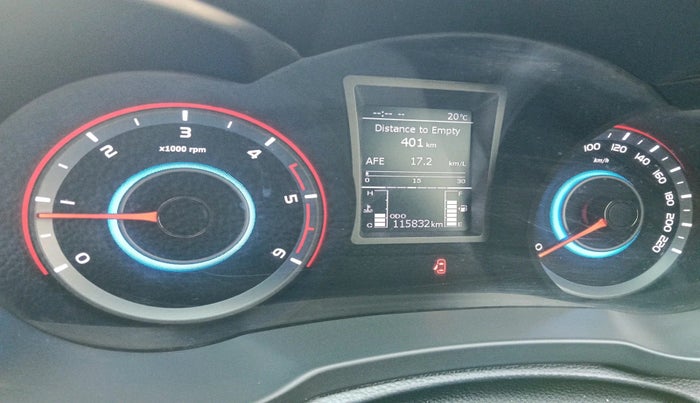 0
2
3
4
5
6
x1000 rpm
--:-- --
20°C
Distance to Empty
401 km
AFE 17.2 km/L
0 15 30
H F
C E
ODO
115832 km
0
100
120
140
160
180
200
220
km/h